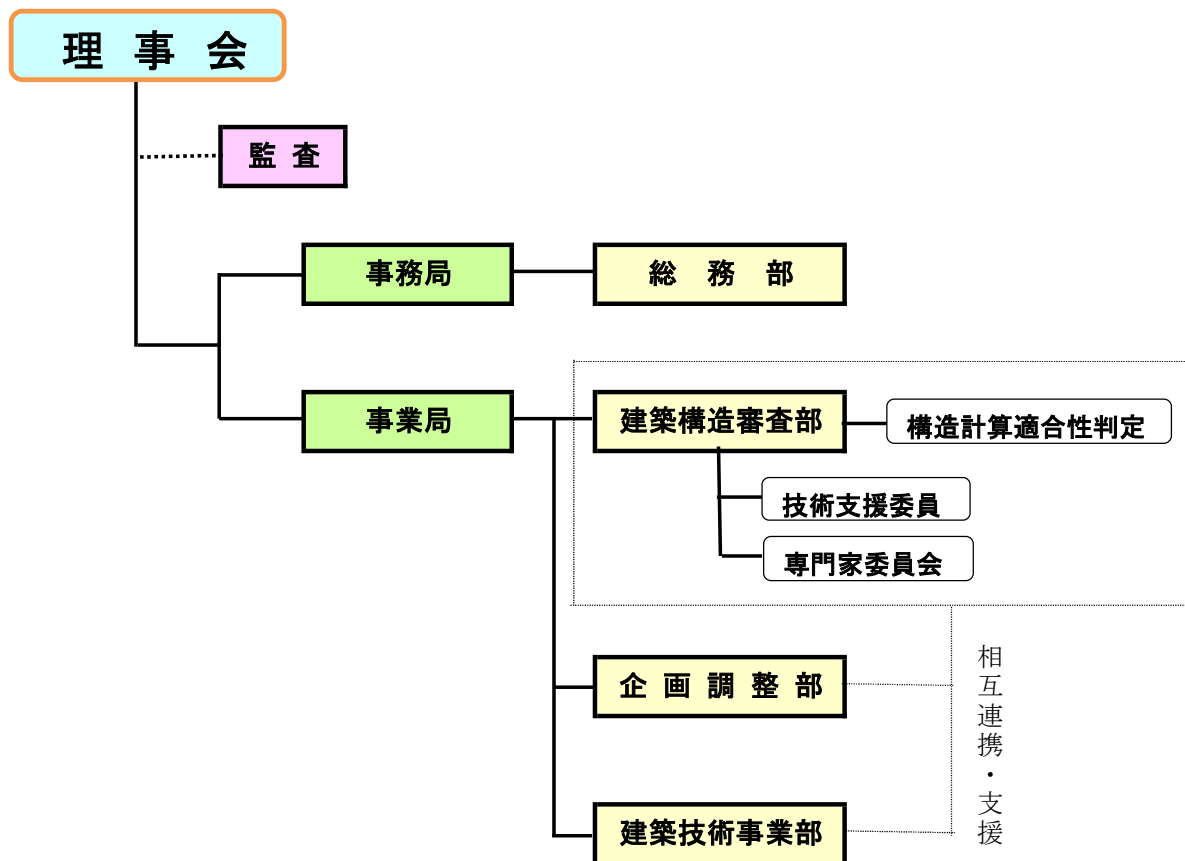 理 事 会
監 査
事務局
総 務 部
事業局
建築構造審査部
構造計算適合性判定
技術支援委員
専門家委員会
企 画 調 整 部
相互連携・支援
建築技術事業部